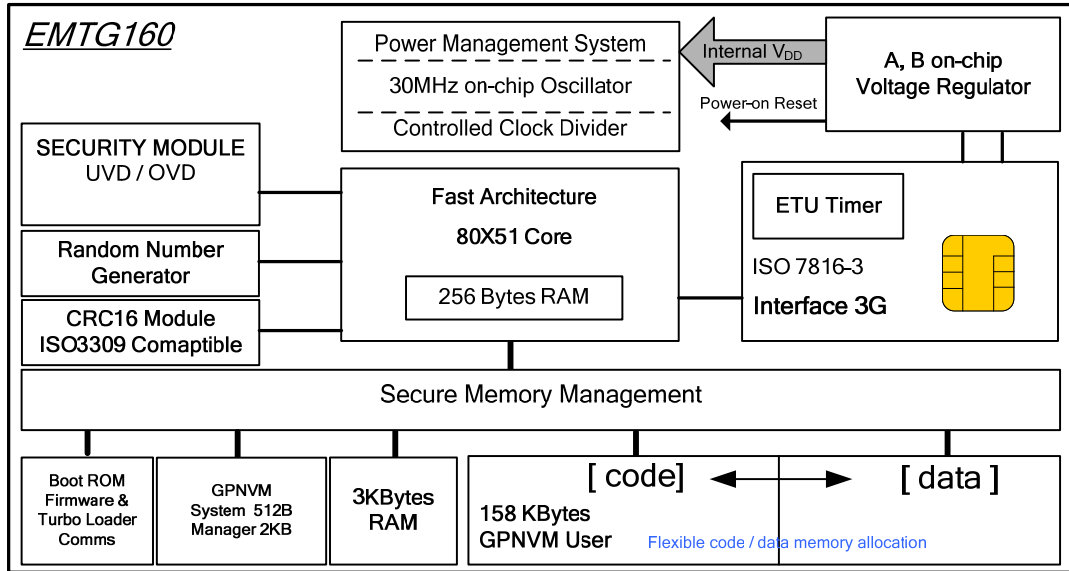 EMTG160
Power Management System
30MHz on-chip Oscillator
Controlled Clock Divider
Internal VDD
Power-on Reset
A, B on-chip
Voltage Regulator
SECURITY MODULE
UVD / OVD
Random Number
Generator
CRC16 Module
ISO3309 Comaptible
Fast Architecture
80X51 Core
256 Bytes RAM
ETU Timer
ISO 7816-3
Interface 3G
Secure Memory Management
Boot ROM
Firmware &
Turbo Loader
Comms
GPNVM
System 512B
Manager 2KB
3KBytes
RAM
[ code]
[ data]
158 KBytes
GPNVM User
Flexible code / data memory allocation